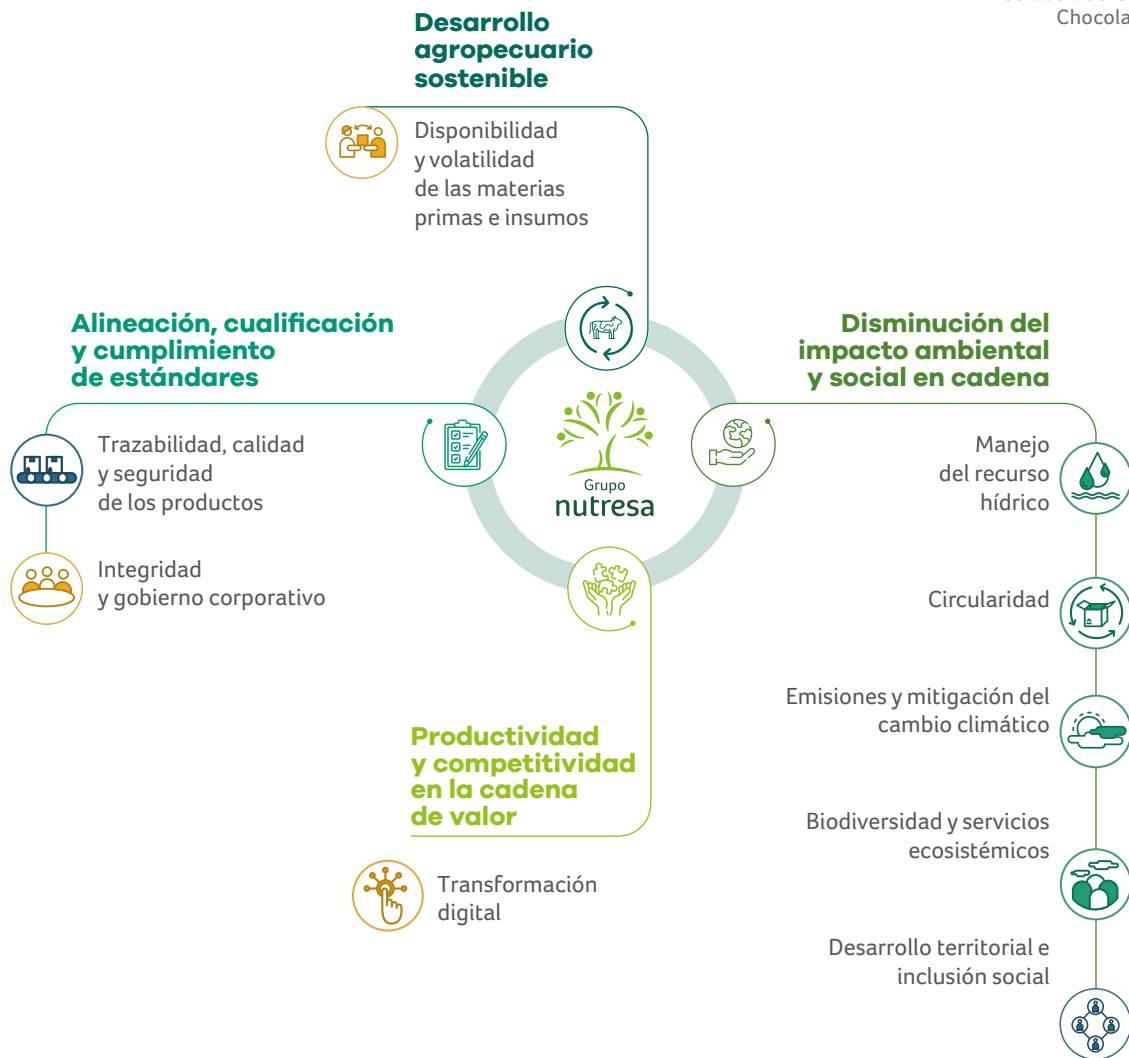 Chocola
Desarrollo
agropecuario
sostenible
Disponibilidad
y volatilidad
de las materias
primas e insumos
Alineación, cualificación
y cumplimiento
de estándares
Trazabilidad, calidad
y seguridad
de los productos
Integridad
y gobierno corporativo
Grupo
nutresa
Disminución del
impacto ambiental
y social en cadena
Manejo
del recurso
hídrico
Circularidad
Emisiones y mitigación del
cambio climático
Biodiversidad y servicios
ecosistémicos
Desarrollo territorial e
inclusión social
Productividad
y competitividad
en la cadena
de valor
Transformación
digital